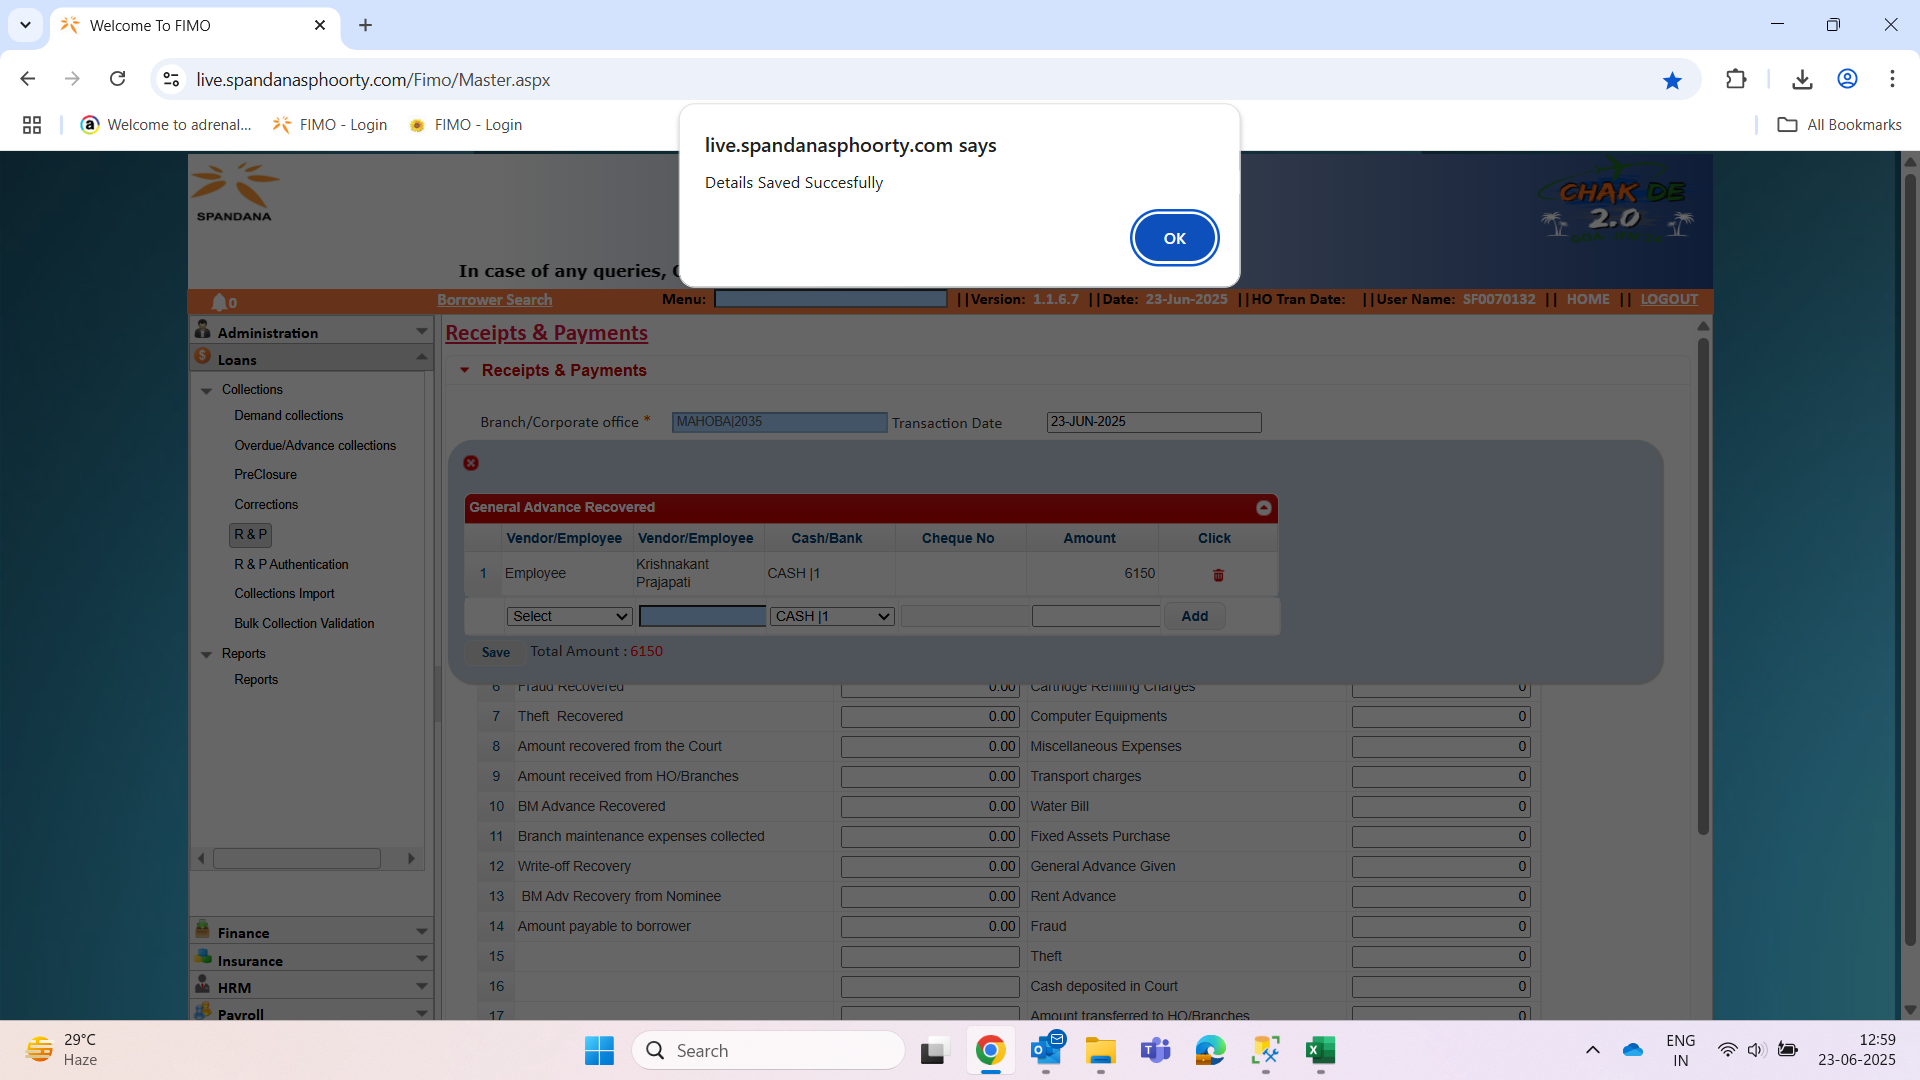 Welcome To FIMO
live.spandanasphoorty.com/Fimo/Master.aspx
Welcome to adrenal...
FIMO - Login
FIMO - Login
All Bookmarks
live.spandanasphoorty.com says
Details Saved Succesfully
OK
SPANDANA
CHAK DE
2.0
In case of any queries,
0
Borrower Search
Menu:
||Version: 1.1.6.7 ||Date: 23-Jun-2025 ||HO Tran Date: ||User Name: SF0070132 || HOME || LOGOUT
Administration
Loans
Collections
Demand collections
Overdue/Advance collections
PreClosure
Corrections
R & P
R & P Authentication
Collections Import
Bulk Collection Validation
Reports
Reports
Finance
Insurance
HRM
Payroll
Receipts & Payments
Receipts & Payments
Branch/Corporate office * MAHOBA|2035 Transaction Date 23-JUN-2025
General Advance Recovered
Vendor/Employee Vendor/Employee Cash/Bank Cheque No Amount Click
1 Employee Krishnakant Prajapati CASH |1 6150
Select CASH |1 Add
Save Total Amount : 6150
6 Fraud Recovered 0.00 Cartridge Refilling Charges 0
7 Theft Recovered 0.00 Computer Equipments 0
8 Amount recovered from the Court 0.00 Miscellaneous Expenses 0
9 Amount received from HO/Branches 0.00 Transport charges 0
10 BM Advance Recovered 0.00 Water Bill 0
11 Branch maintenance expenses collected 0.00 Fixed Assets Purchase 0
12 Write-off Recovery 0.00 General Advance Given 0
13 BM Adv Recovery from Nominee 0.00 Rent Advance 0
14 Amount payable to borrower 0.00 Fraud 0
15 Theft 0
16 Cash deposited in Court 0
17 Amount transferred to HO/Branches
29°C
Haze
Search
ENG
IN
12:59
23-06-2025